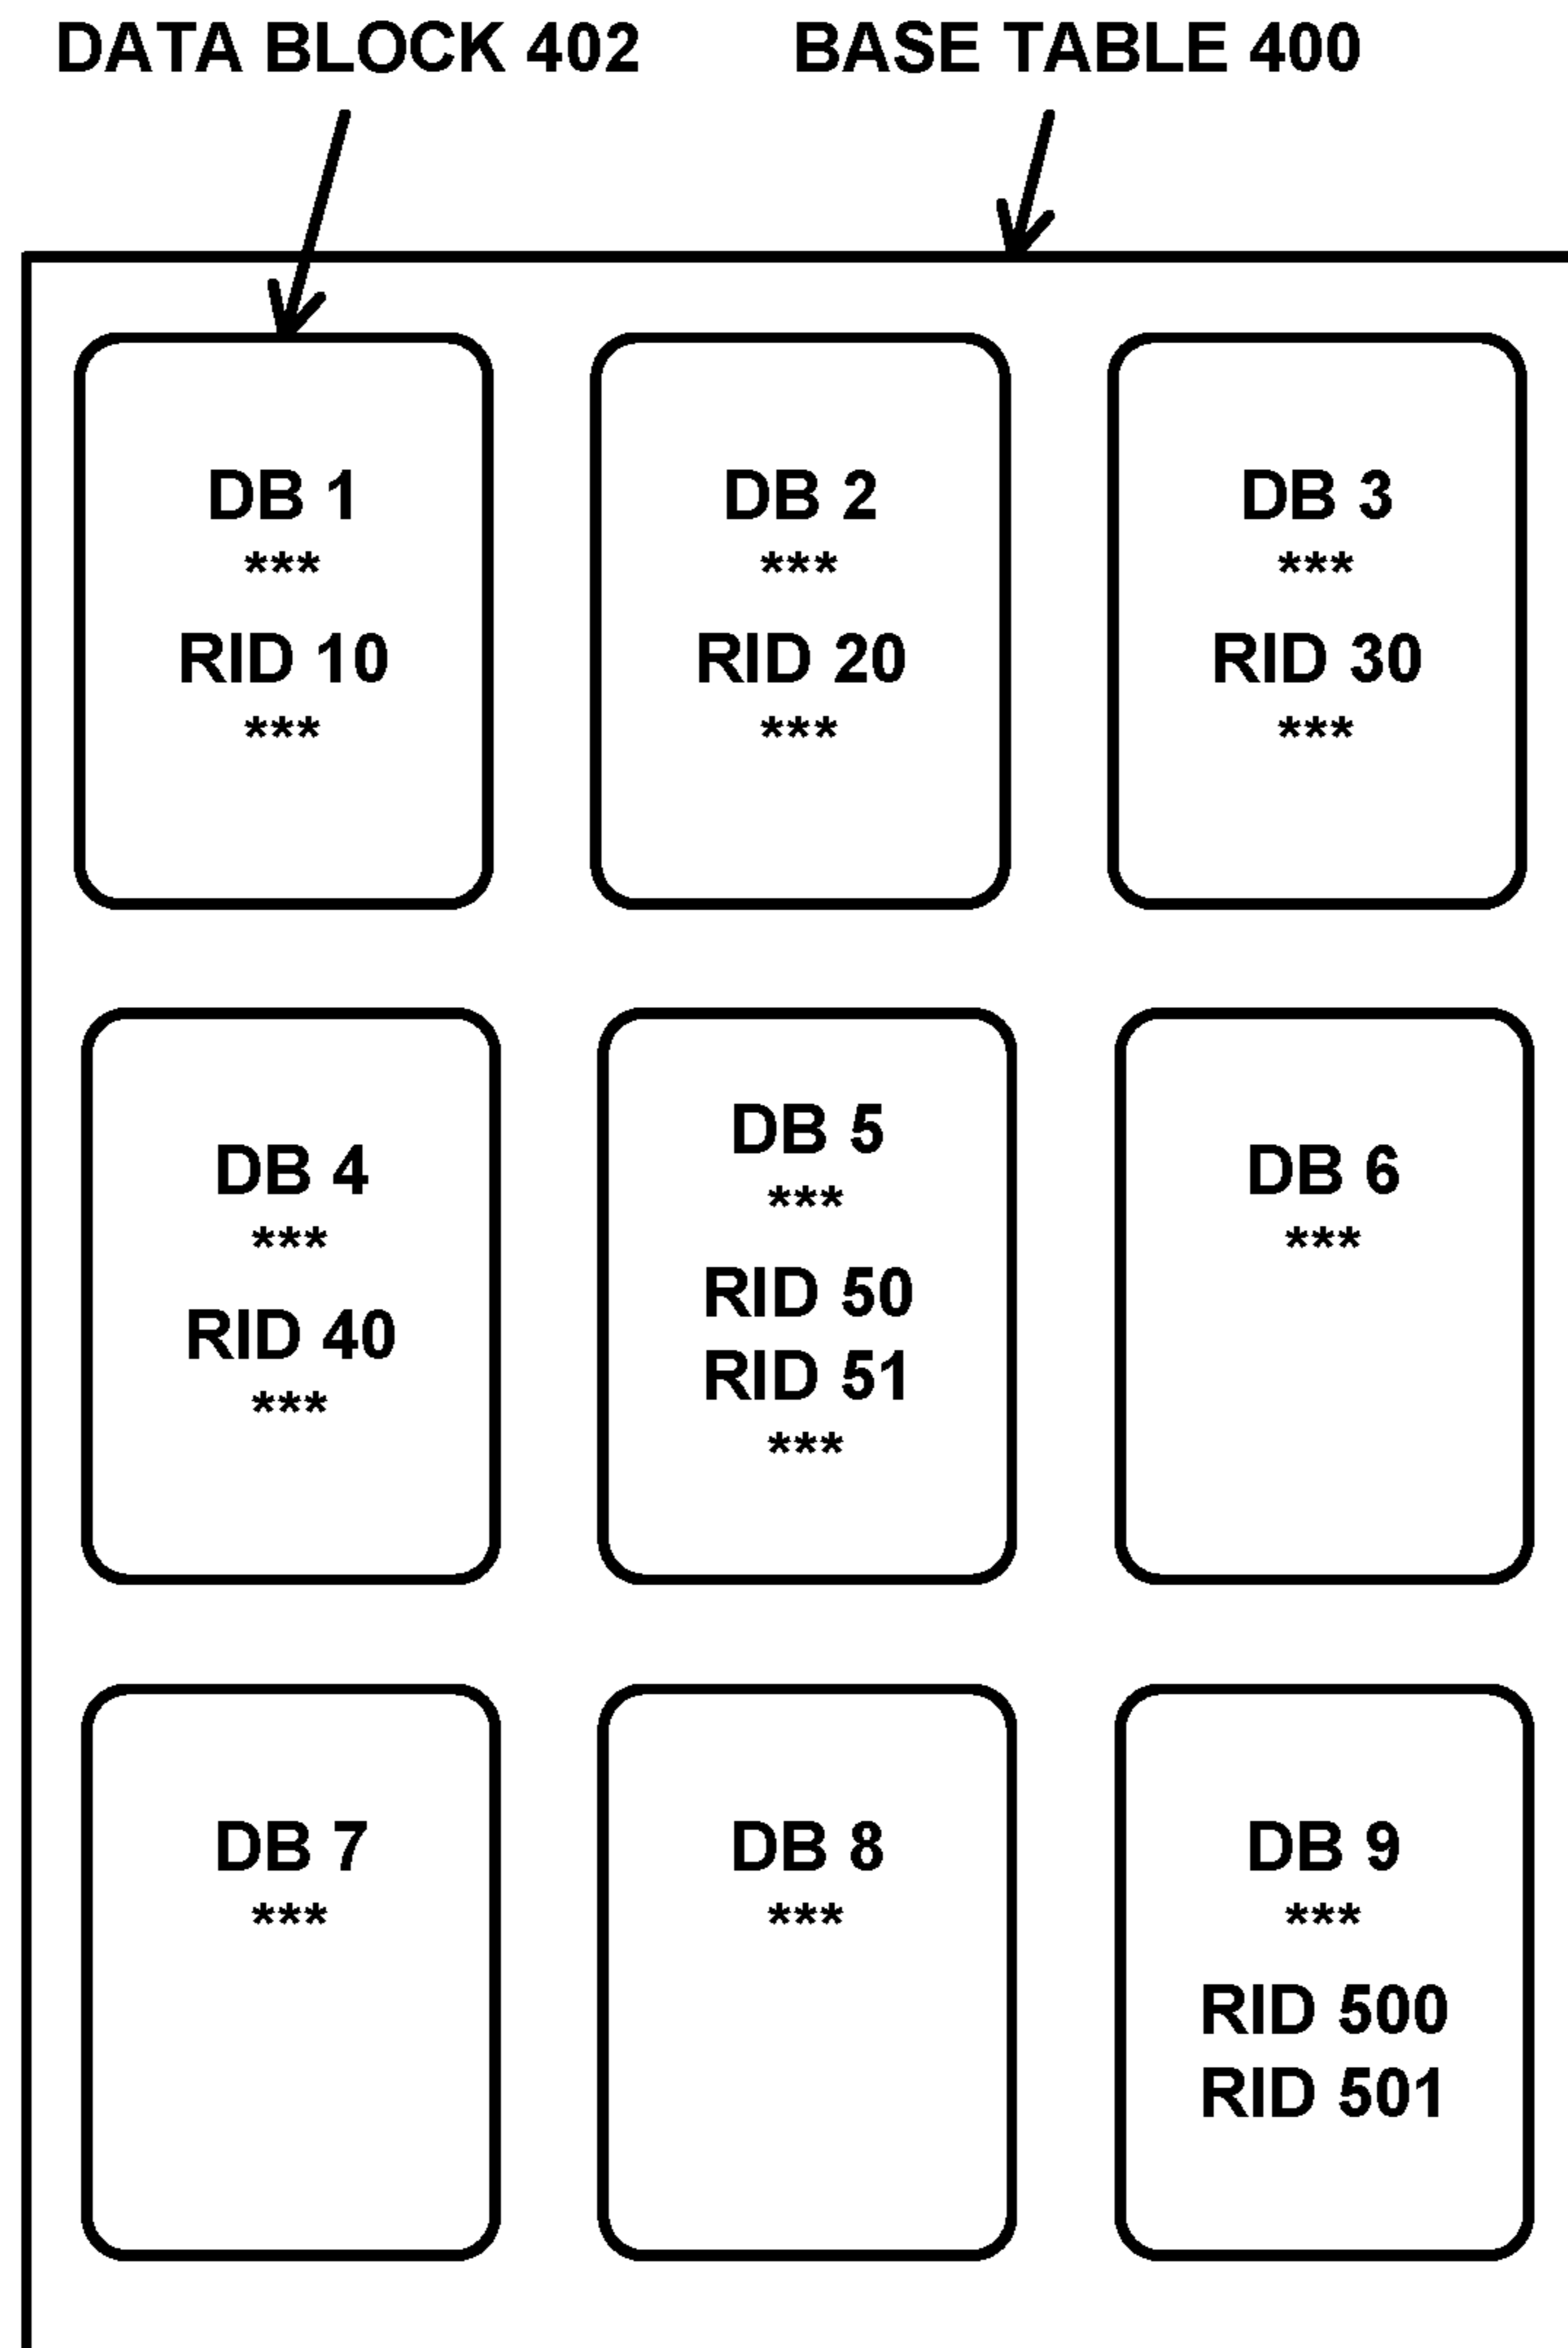 DATA BLOCK 402
BASE TABLE 400
DB 1
***
RID 10
***
DB 2
***
RID 20
***
DB 3
***
RID 30
***
DB 4
***
RID 40
***
DB 5
***
RID 50
RID 51
***
DB 6
***
DB 7
***
DB 8
***
DB 9
***
RID 500
RID 501